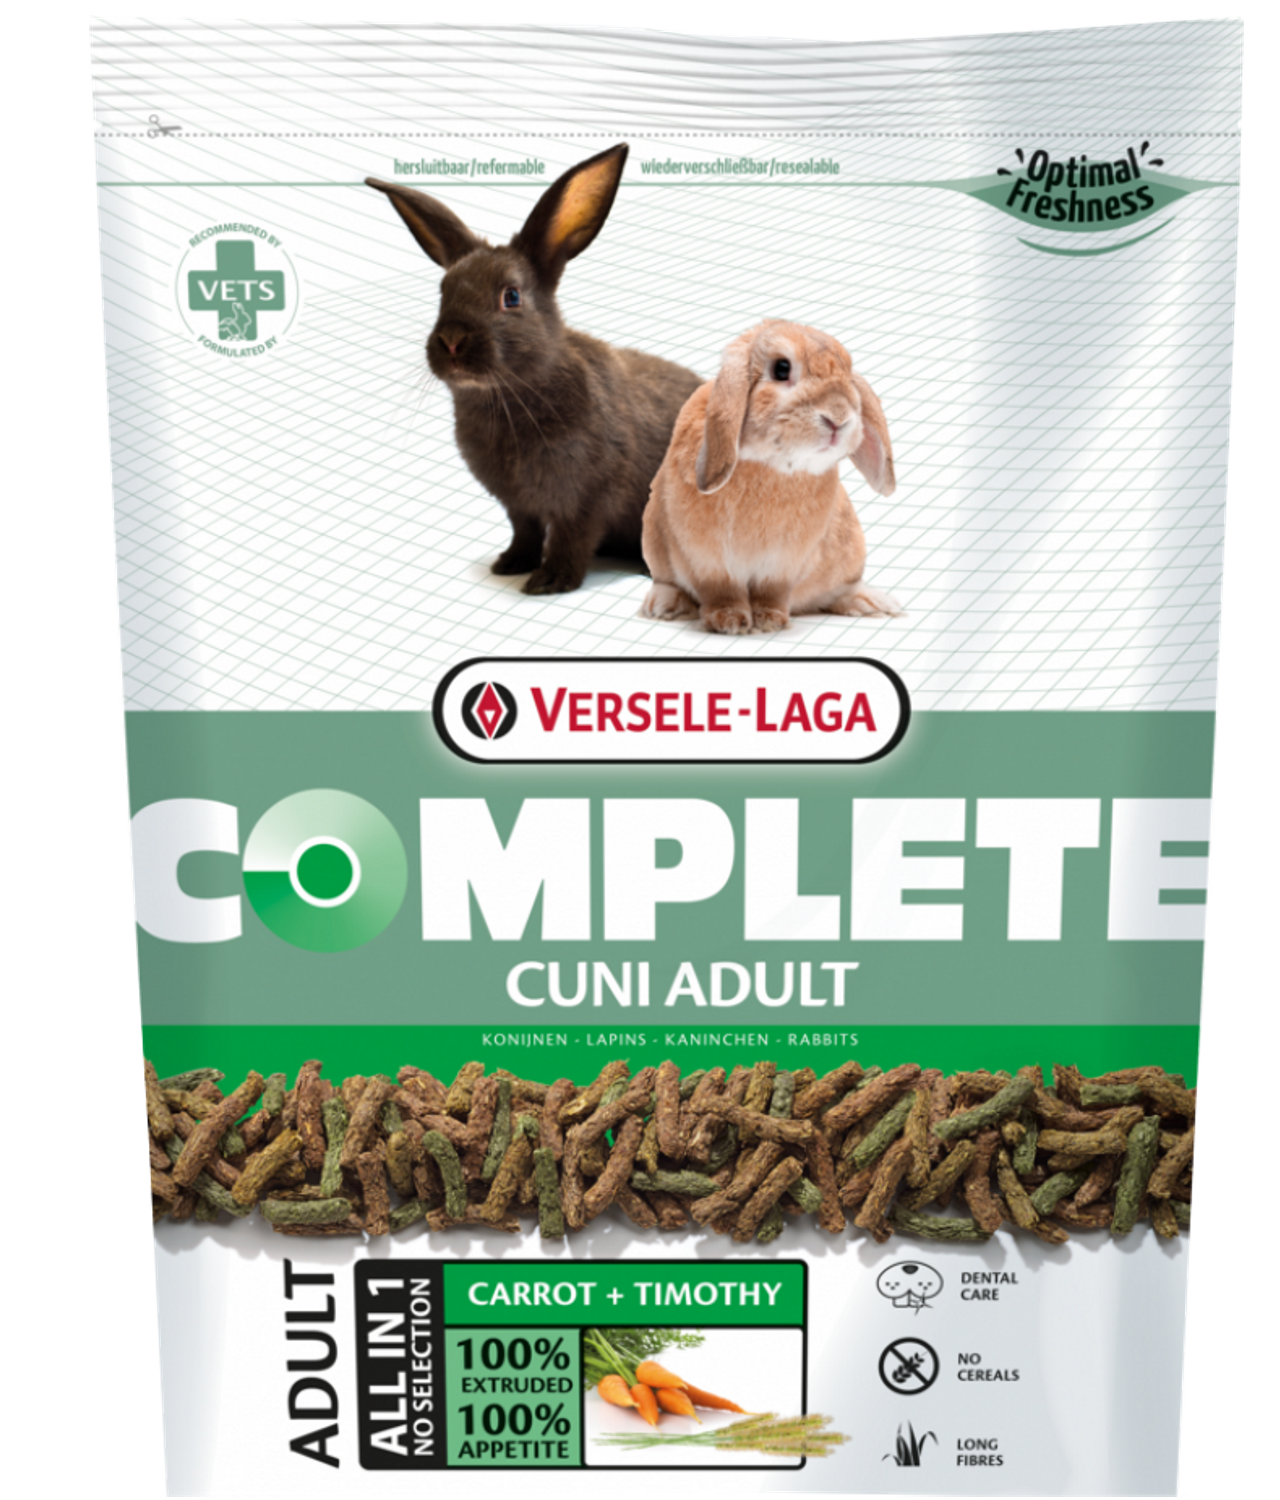 hersluitbaar/refermable
wiederverschließbar/resealable
Optimal
Freshness
RECOMMENDED BY
VETS
FORMULATED BY
VERSELE-LAGA
COMPLETE
CUNI ADULT
KONIJNEN - LAPINS - KANINCHEN - RABBITS
ADULT
ALL IN 1
NO SELECTION
CARROT + TIMOTHY
100%
EXTRUDED
100%
APPETITE
DENTAL
CARE
NO
CEREALS
LONG
FIBRES